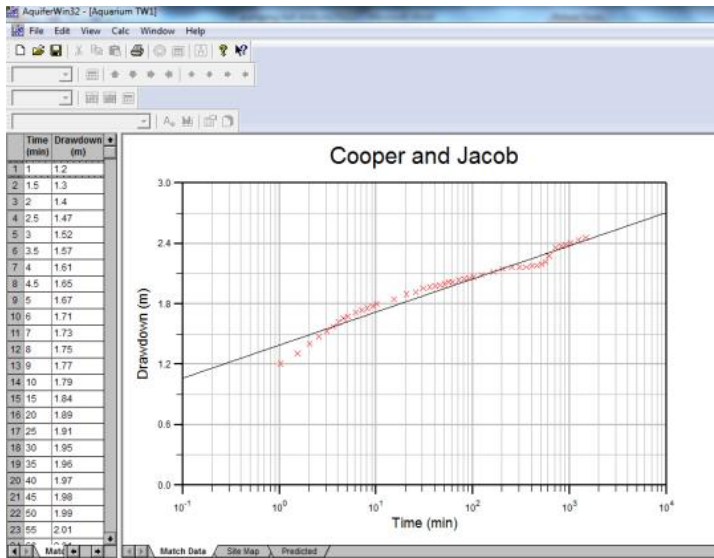 AquiferWin32 - [Aquarium TW1]
File Edit View Calc Window Help
Time (min) Drawdown (m)
1 1 1.2
2 1.5 1.3
3 2 1.4
4 2.5 1.47
5 3 1.52
6 3.5 1.57
7 4 1.61
8 4.5 1.65
9 5 1.67
10 6 1.71
11 7 1.73
12 8 1.75
13 9 1.77
14 10 1.79
15 15 1.84
16 20 1.89
17 25 1.91
18 30 1.95
19 35 1.96
20 40 1.97
21 45 1.98
22 50 1.99
23 55 2.01
Cooper and Jacob
Drawdown (m)
3.0
2.4
1.8
1.2
0.6
0.0
10⁻¹ 10⁰ 10¹ 10² 10³ 10⁴
Time (min)
Match Data Site Map Predicted